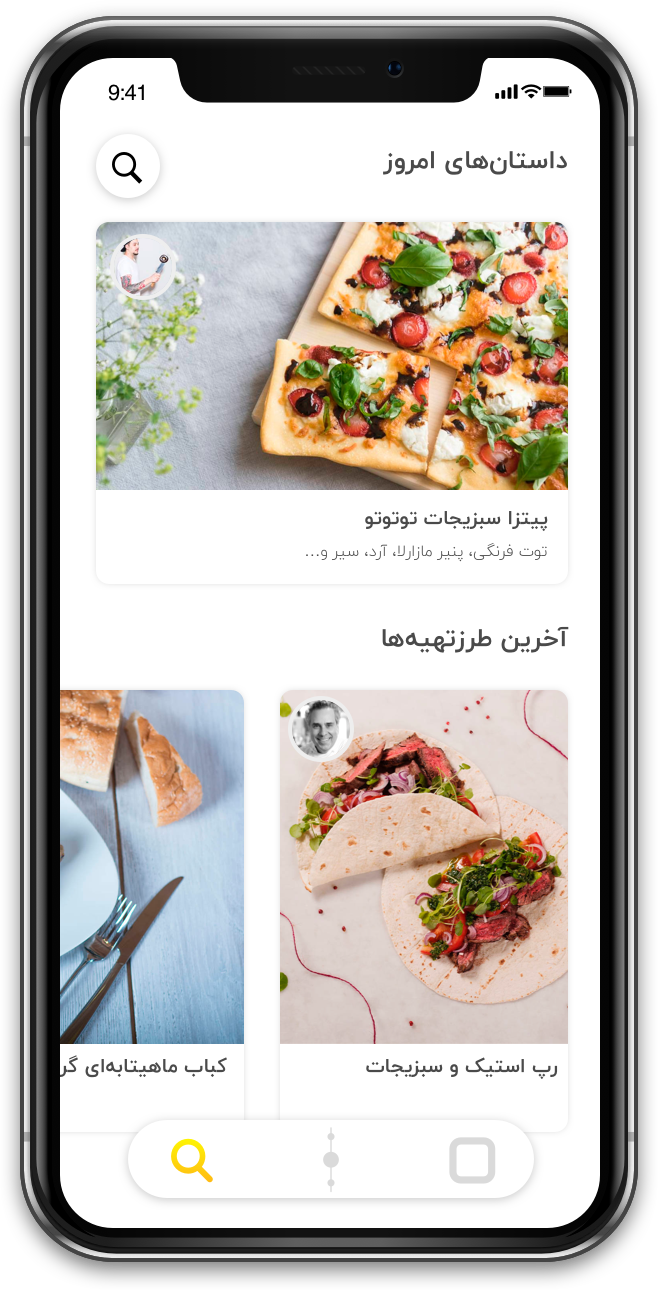 9:41
داستان‌های امروز
پیتزا سبزیجات توتوتو
توت فرنگی، پنیر مازارلا، آرد، سیر و...
آخرین طرزتهیه‌ها
رپ استیک و سبزیجات
کباب ماهیتابه‌ای گر